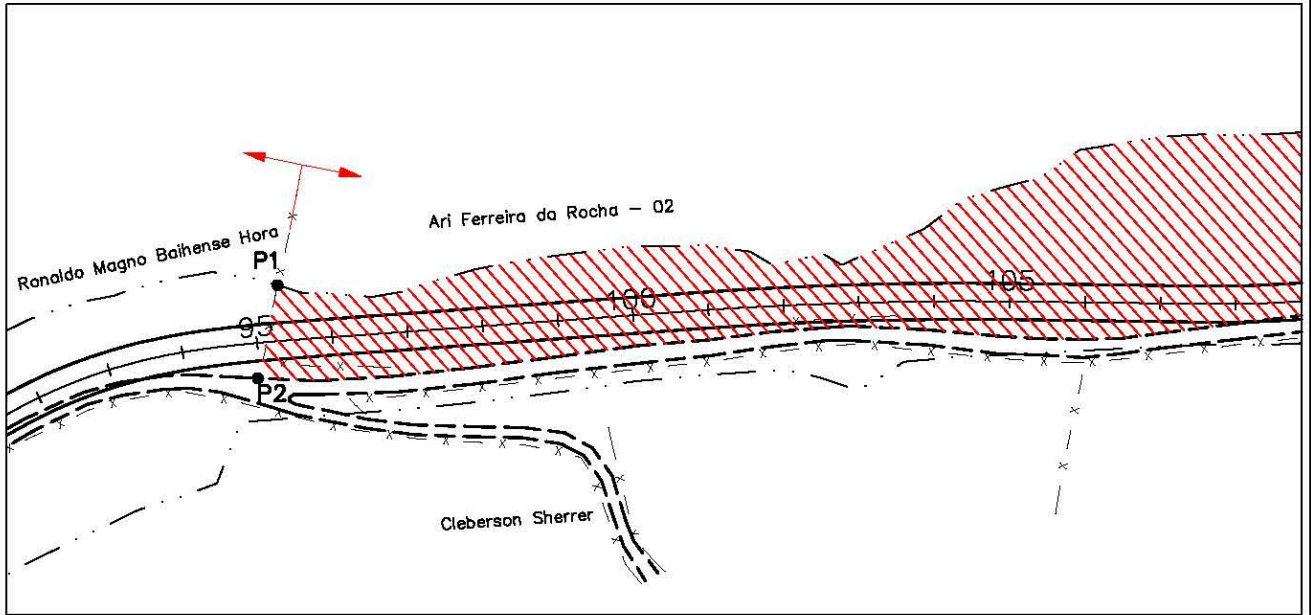 Ari Ferreira da Rocha - 02
Ronaldo Magno Baihense Hora
P1
105
100
95
P2
Cleberson Sherrer